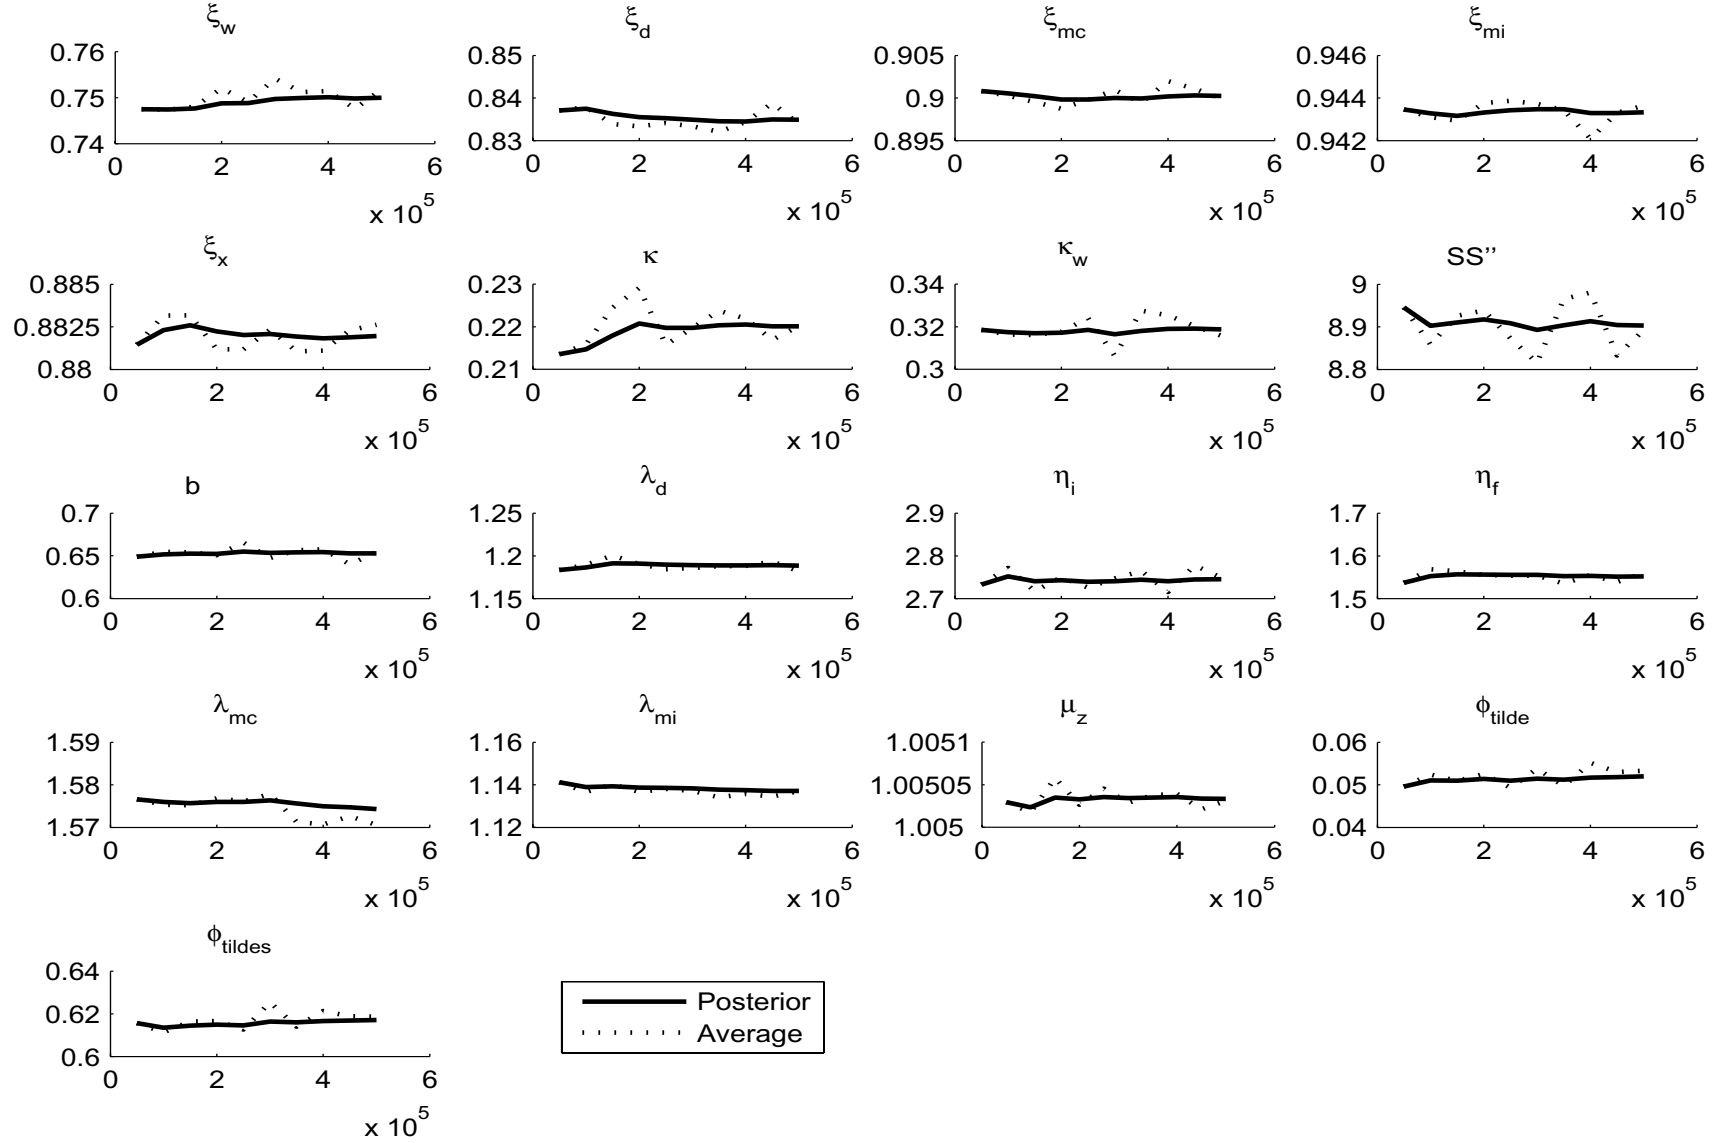 ξw ξd ξmc ξmi
0.76 0.85 0.905 0.946
0.75 0.84 0.9 0.944
0.74 0.83 0.895 0.942
0 2 4 6 0 2 4 6 0 2 4 6 0 2 4 6
x 10^5 x 10^5 x 10^5 x 10^5
ξx κ κw SS''
0.885 0.23 0.34 9
0.8825 0.22 0.32 8.9
0.88 0.21 0.3 8.8
0 2 4 6 0 2 4 6 0 2 4 6 0 2 4 6
x 10^5 x 10^5 x 10^5 x 10^5
b λd ηi ηf
0.7 1.25 2.9 1.7
0.65 1.2 2.8 1.6
0.6 1.15 2.7 1.5
0 2 4 6 0 2 4 6 0 2 4 6 0 2 4 6
x 10^5 x 10^5 x 10^5 x 10^5
λmc λmi μz ϕtilde
1.59 1.16 1.0051 0.06
1.58 1.14 1.00505 0.05
1.57 1.12 1.005 0.04
0 2 4 6 0 2 4 6 0 2 4 6 0 2 4 6
x 10^5 x 10^5 x 10^5 x 10^5
ϕtildes
0.64
0.62
0.6
0 2 4 6
x 10^5
Posterior
Average